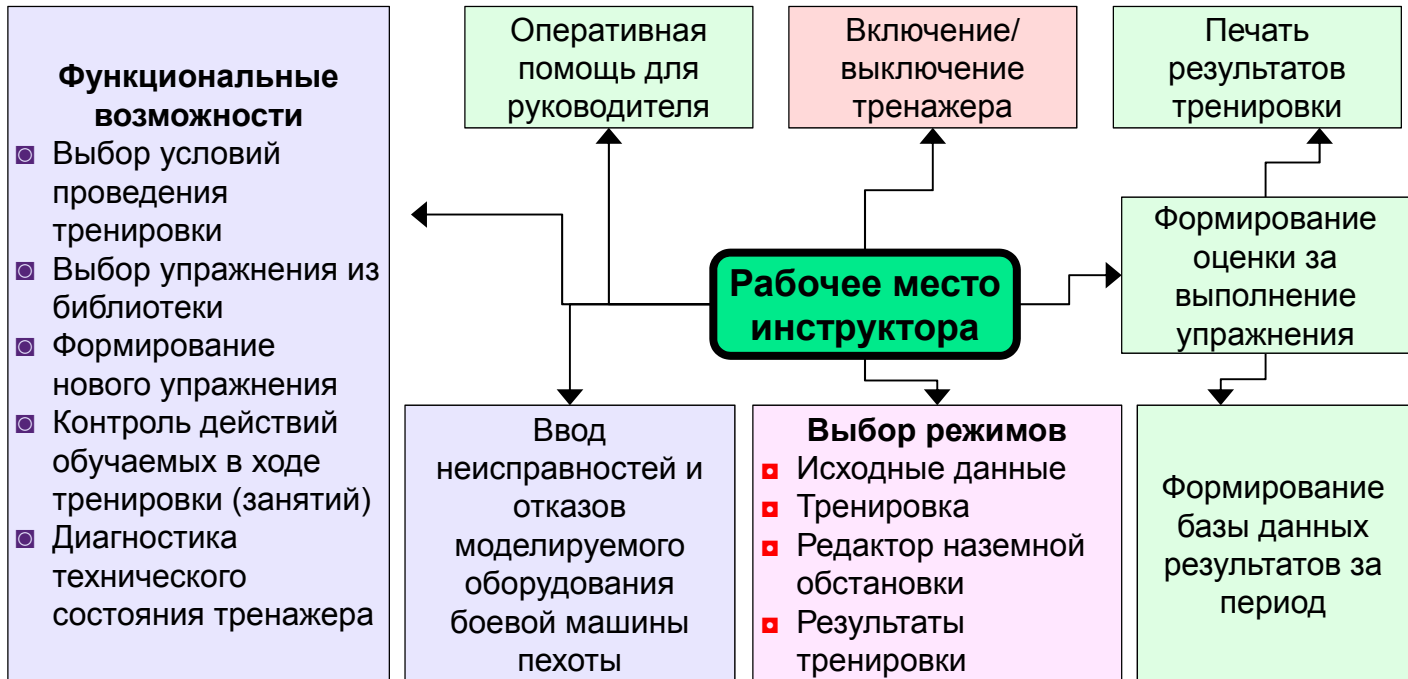 Функциональные
возможности
Выбор условий
проведения
тренировки
Выбор упражнения из
библиотеки
Формирование
нового упражнения
Контроль действий
обучаемых в ходе
тренировки (занятий)
Диагностика
технического
состояния тренажера
Оперативная
помощь для
руководителя
Включение/
выключение
тренажера
Печать
результатов
тренировки
Рабочее место
инструктора
Формирование
оценки за
выполнение
упражнения
Ввод
неисправностей и
отказов
моделируемого
оборудования
боевой машины
пехоты
Выбор режимов
Исходные данные
Тренировка
Редактор наземной
обстановки
Результаты
тренировки
Формирование
базы данных
результатов за
период